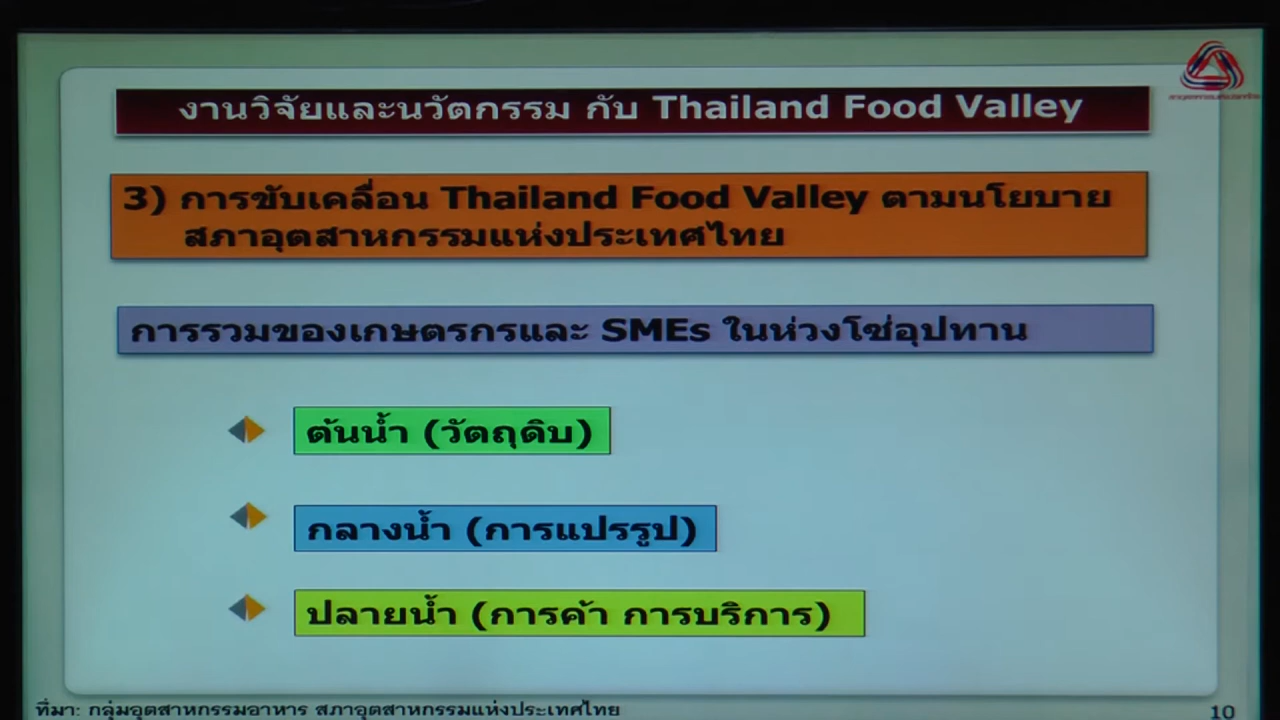 งานวิจัยและนวัตกรรม กับ Thailand Food Valley
3) การขับเคลื่อน Thailand Food Valley ตามนโยบาย
สภาอุตสาหกรรมแห่งประเทศไทย
การรวมของเกษตรกรและ SMEs ในห่วงโซ่อุปทาน
ต้นน้ำ (วัตถุดิบ)
กลางน้ำ (การแปรรูป)
ปลายน้ำ (การค้า การบริการ)
ที่มา: กลุ่มอุตสาหกรรมอาหาร สภาอุตสาหกรรมแห่งประเทศไทย
10